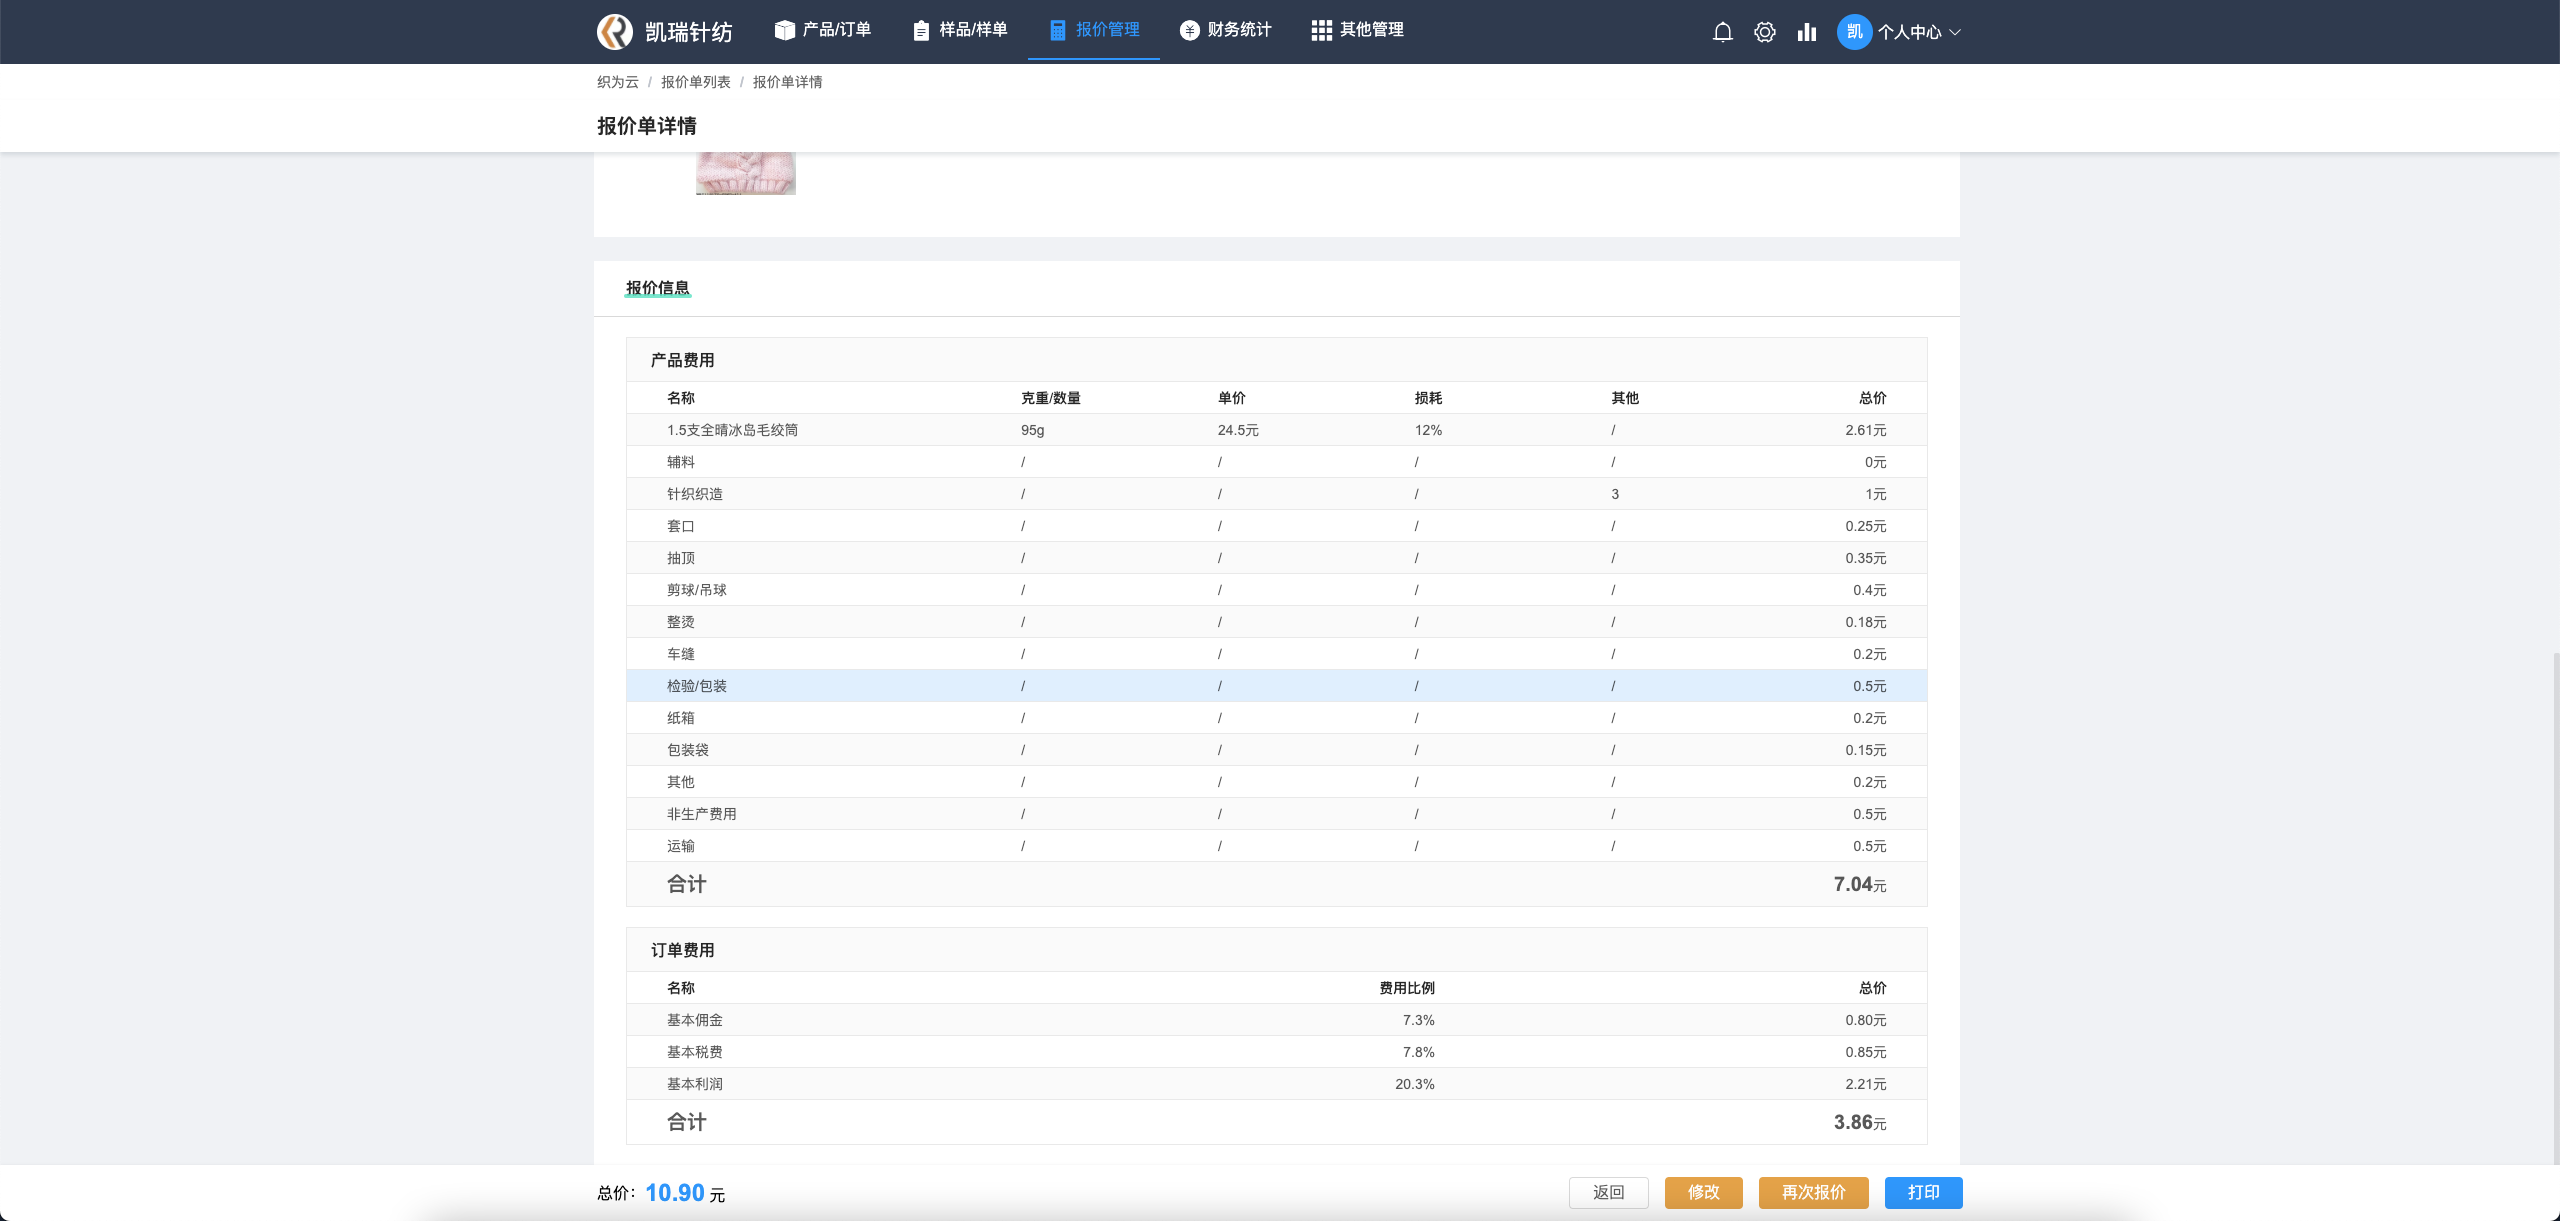 凯瑞针纺 产品/订单 样品/样单 报价管理 财务统计 其他管理 凯 个人中心
织为云 / 报价单列表 / 报价单详情
报价单详情
报价信息
产品费用
名称 克重/数量 单价 损耗 其他 总价
1.5支全晴冰岛毛绞筒 95g 24.5元 12% / 2.61元
辅料 / / / / 0元
针织织造 / / / 3 1元
套口 / / / / 0.25元
抽顶 / / / / 0.35元
剪球/吊球 / / / / 0.4元
整烫 / / / / 0.18元
车缝 / / / / 0.2元
检验/包装 / / / / 0.5元
纸箱 / / / / 0.2元
包装袋 / / / / 0.15元
其他 / / / / 0.2元
非生产费用 / / / / 0.5元
运输 / / / / 0.5元
合计 7.04元
订单费用
名称 费用比例 总价
基本佣金 7.3% 0.80元
基本税费 7.8% 0.85元
基本利润 20.3% 2.21元
合计 3.86元
总价: 10.90 元 返回 修改 再次报价 打印